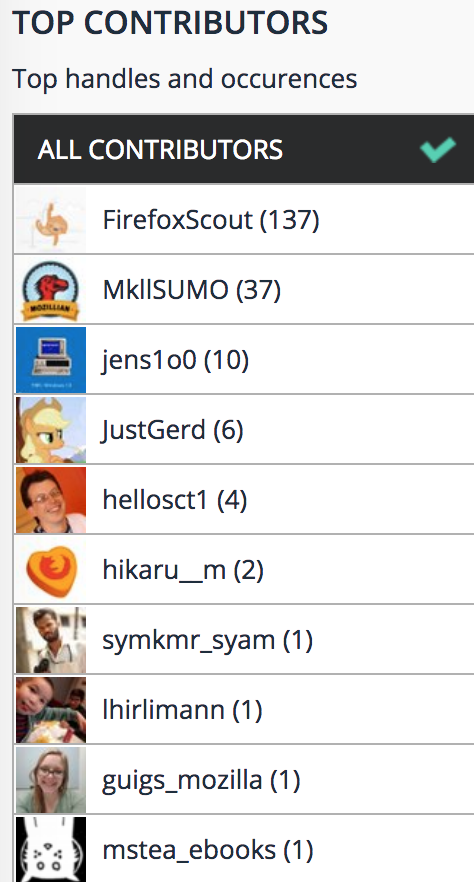 TOP CONTRIBUTORS
Top handles and occurences
ALL CONTRIBUTORS
FirefoxScout (137)
MkllSUMO (37)
MOZILLIAN
jens1o0 (10)
JustGerd (6)
hellosct1 (4)
hikaru__m (2)
symkmr_syam (1)
lhirlimann (1)
guigs_mozilla (1)
mstea_ebooks (1)